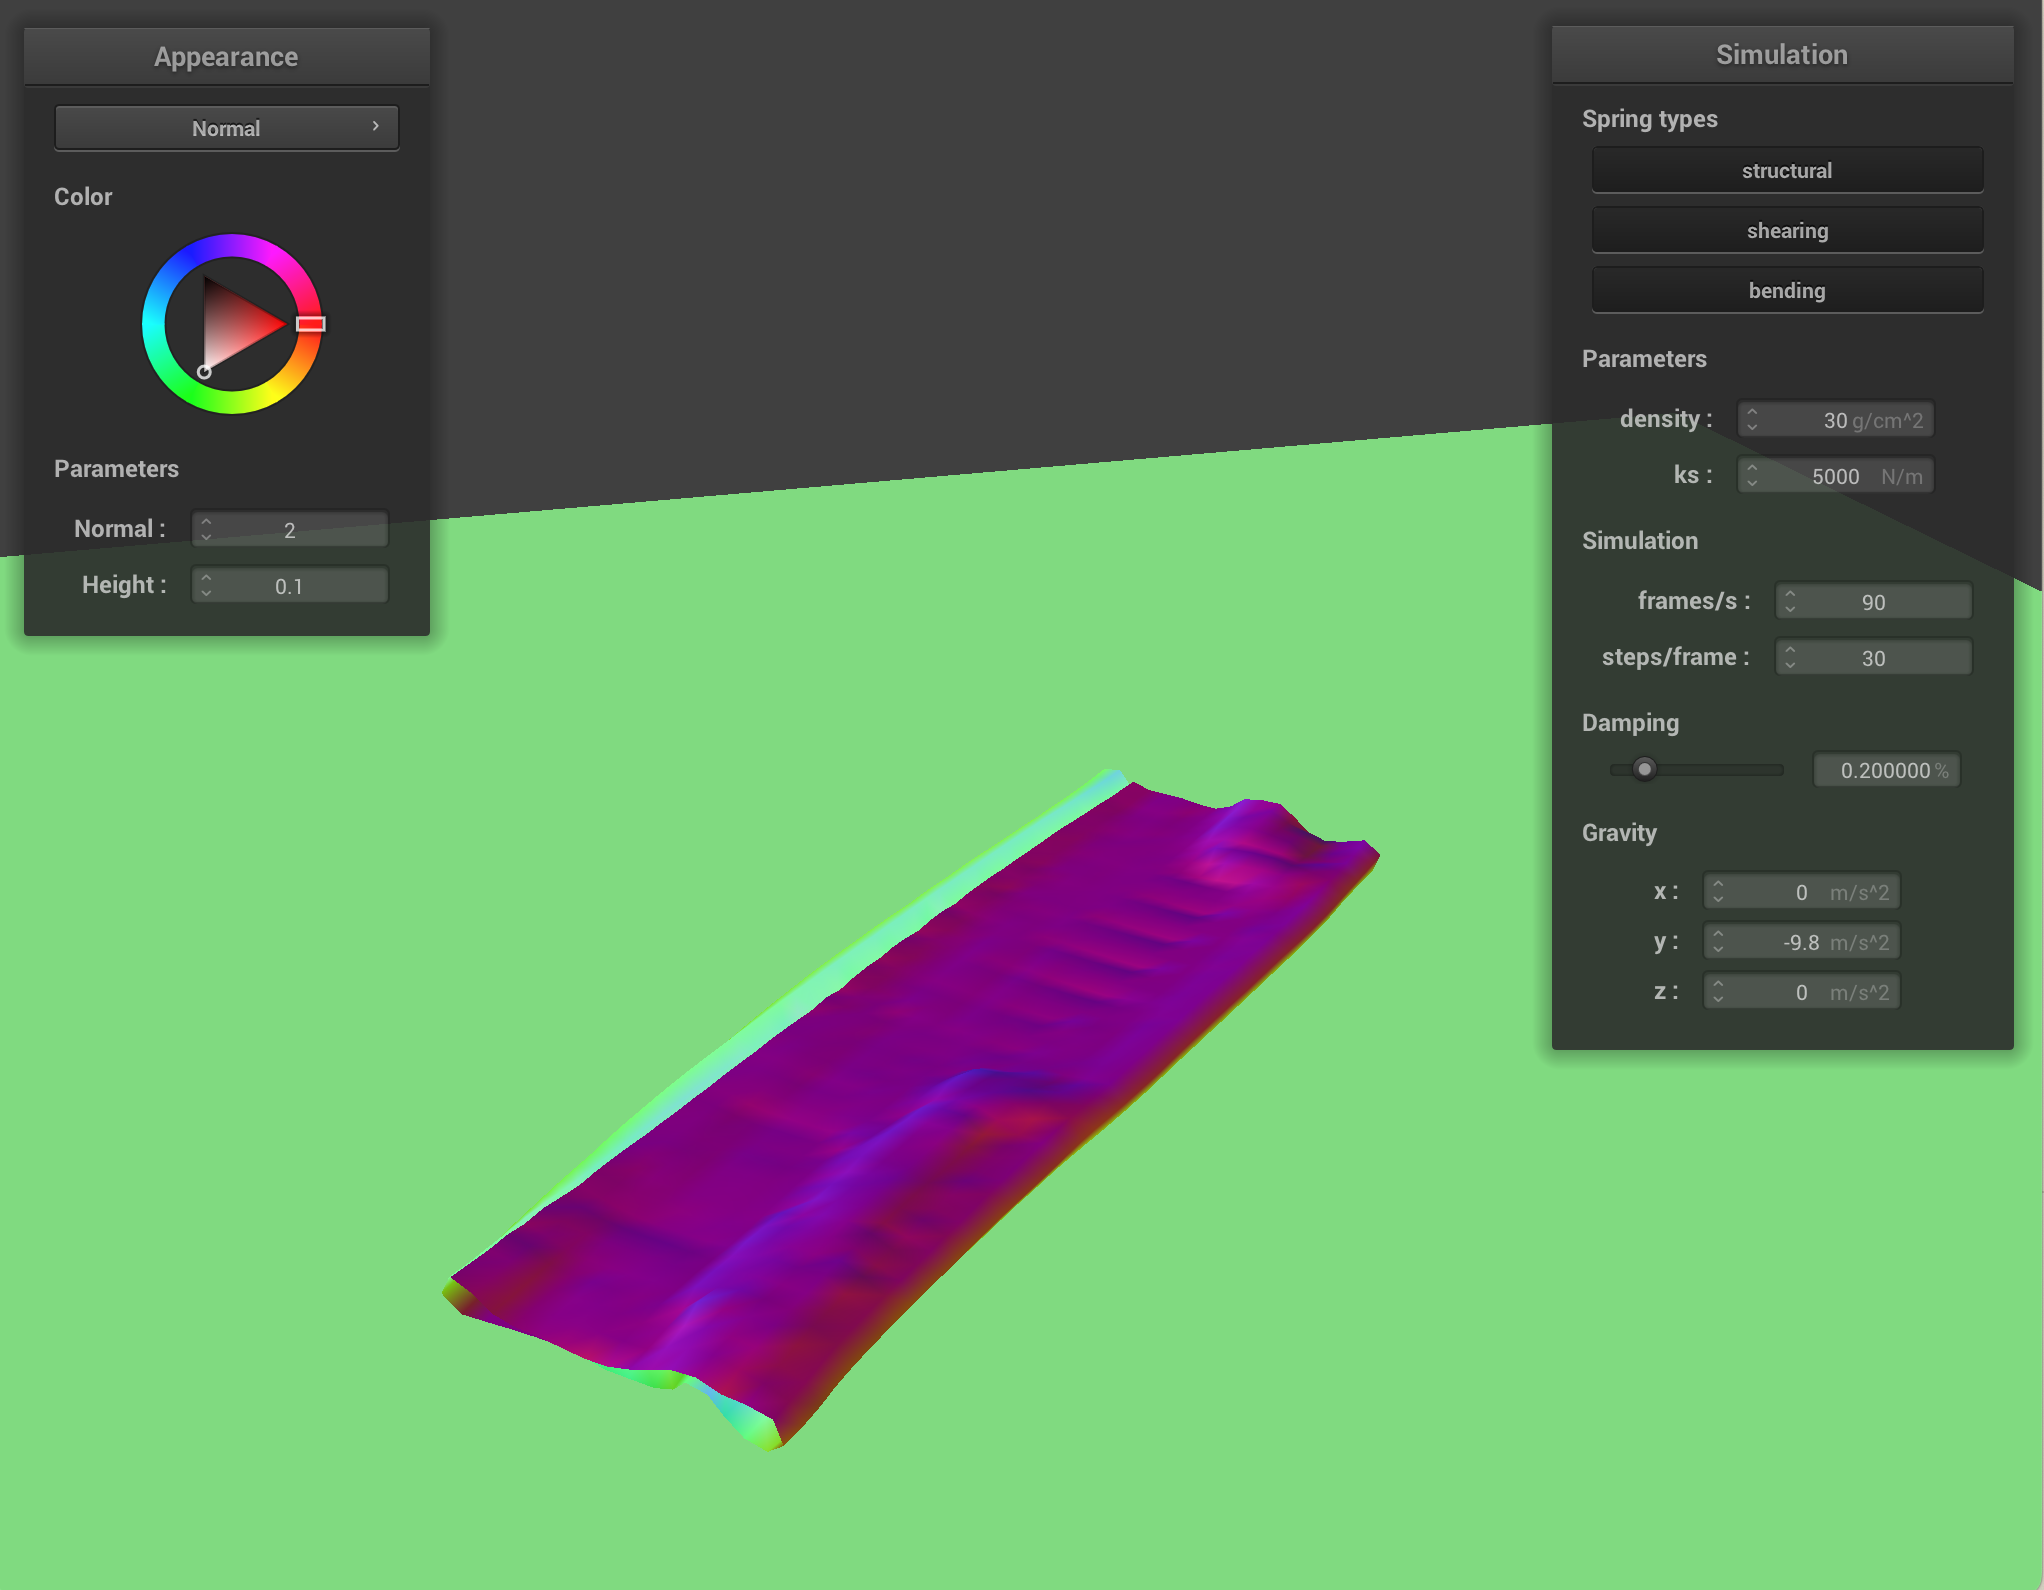 Appearance
Normal
Color
Parameters
Normal : 2
Height : 0.1
Simulation
Spring types
structural
shearing
bending
Parameters
density : 30 g/cm^2
ks : 5000 N/m
Simulation
frames/s : 90
steps/frame : 30
Damping
0.200000 %
Gravity
x : 0 m/s^2
y : -9.8 m/s^2
z : 0 m/s^2